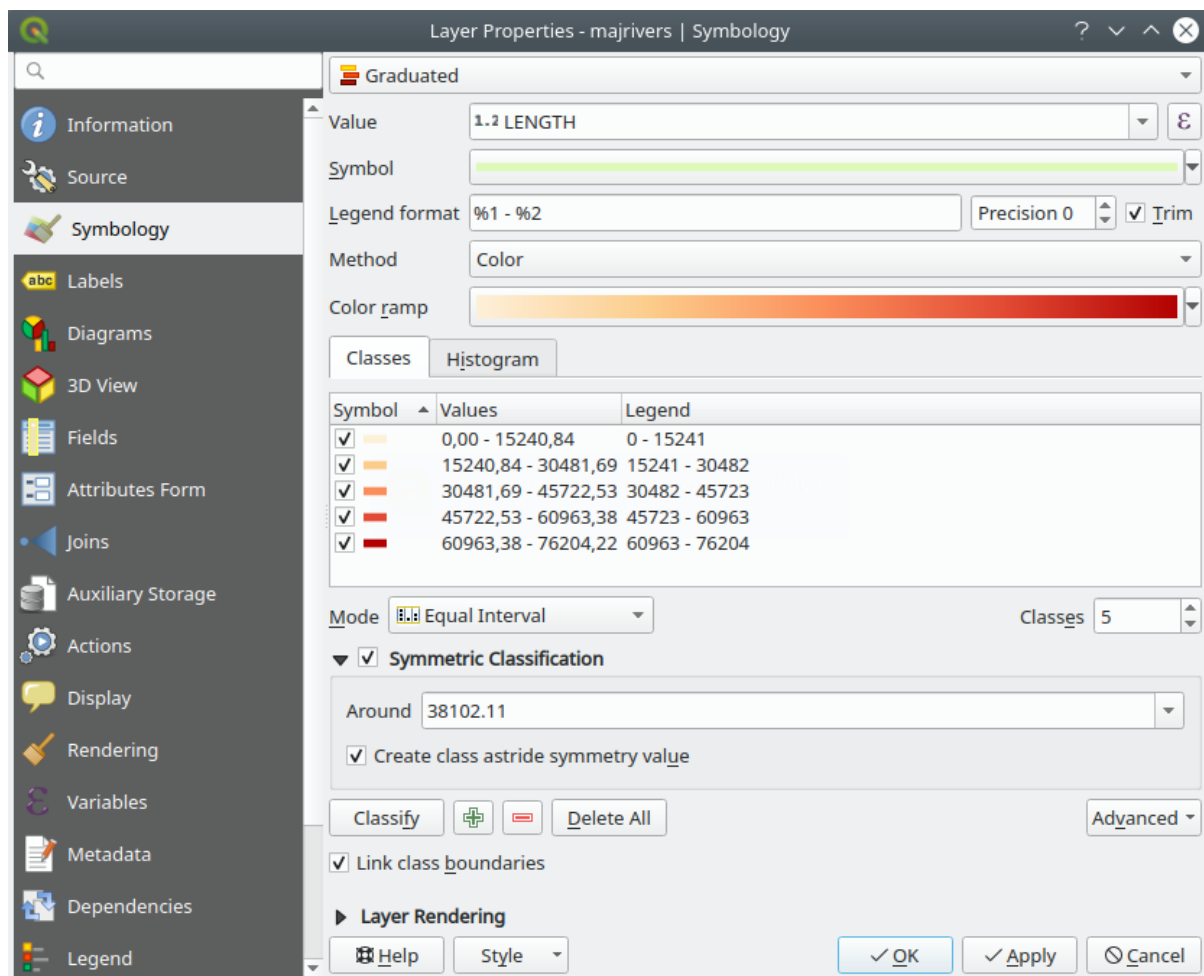 Layer Properties - majrivers | Symbology
Information
Source
Symbology
Labels
Diagrams
3D View
Fields
Attributes Form
Joins
Auxiliary Storage
Actions
Display
Rendering
Variables
Metadata
Dependencies
Legend
Graduated
Value 1.2 LENGTH ε
Symbol
Legend format %1 - %2 Precision 0 Trim
Method Color
Color ramp
Classes Histogram
Symbol Values Legend
0,00 - 15240,84 0 - 15241
15240,84 - 30481,69 15241 - 30482
30481,69 - 45722,53 30482 - 45723
45722,53 - 60963,38 45723 - 60963
60963,38 - 76204,22 60963 - 76204
Mode Equal Interval Classes 5
Symmetric Classification
Around 38102.11
Create class astride symmetry value
Classify Delete All Advanced
Link class boundaries
Layer Rendering
Help Style OK Apply Cancel